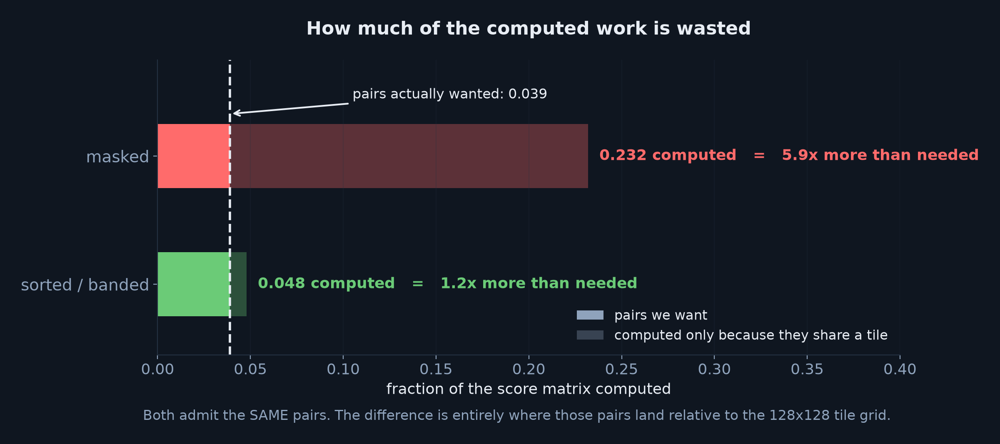 How much of the computed work is wasted
pairs actually wanted: 0.039
masked
0.232 computed = 5.9x more than needed
sorted / banded
0.048 computed = 1.2x more than needed
pairs we want
computed only because they share a tile
0.00 0.05 0.10 0.15 0.20 0.25 0.30 0.35 0.40
fraction of the score matrix computed
Both admit the SAME pairs. The difference is entirely where those pairs land relative to the 128x128 tile grid.